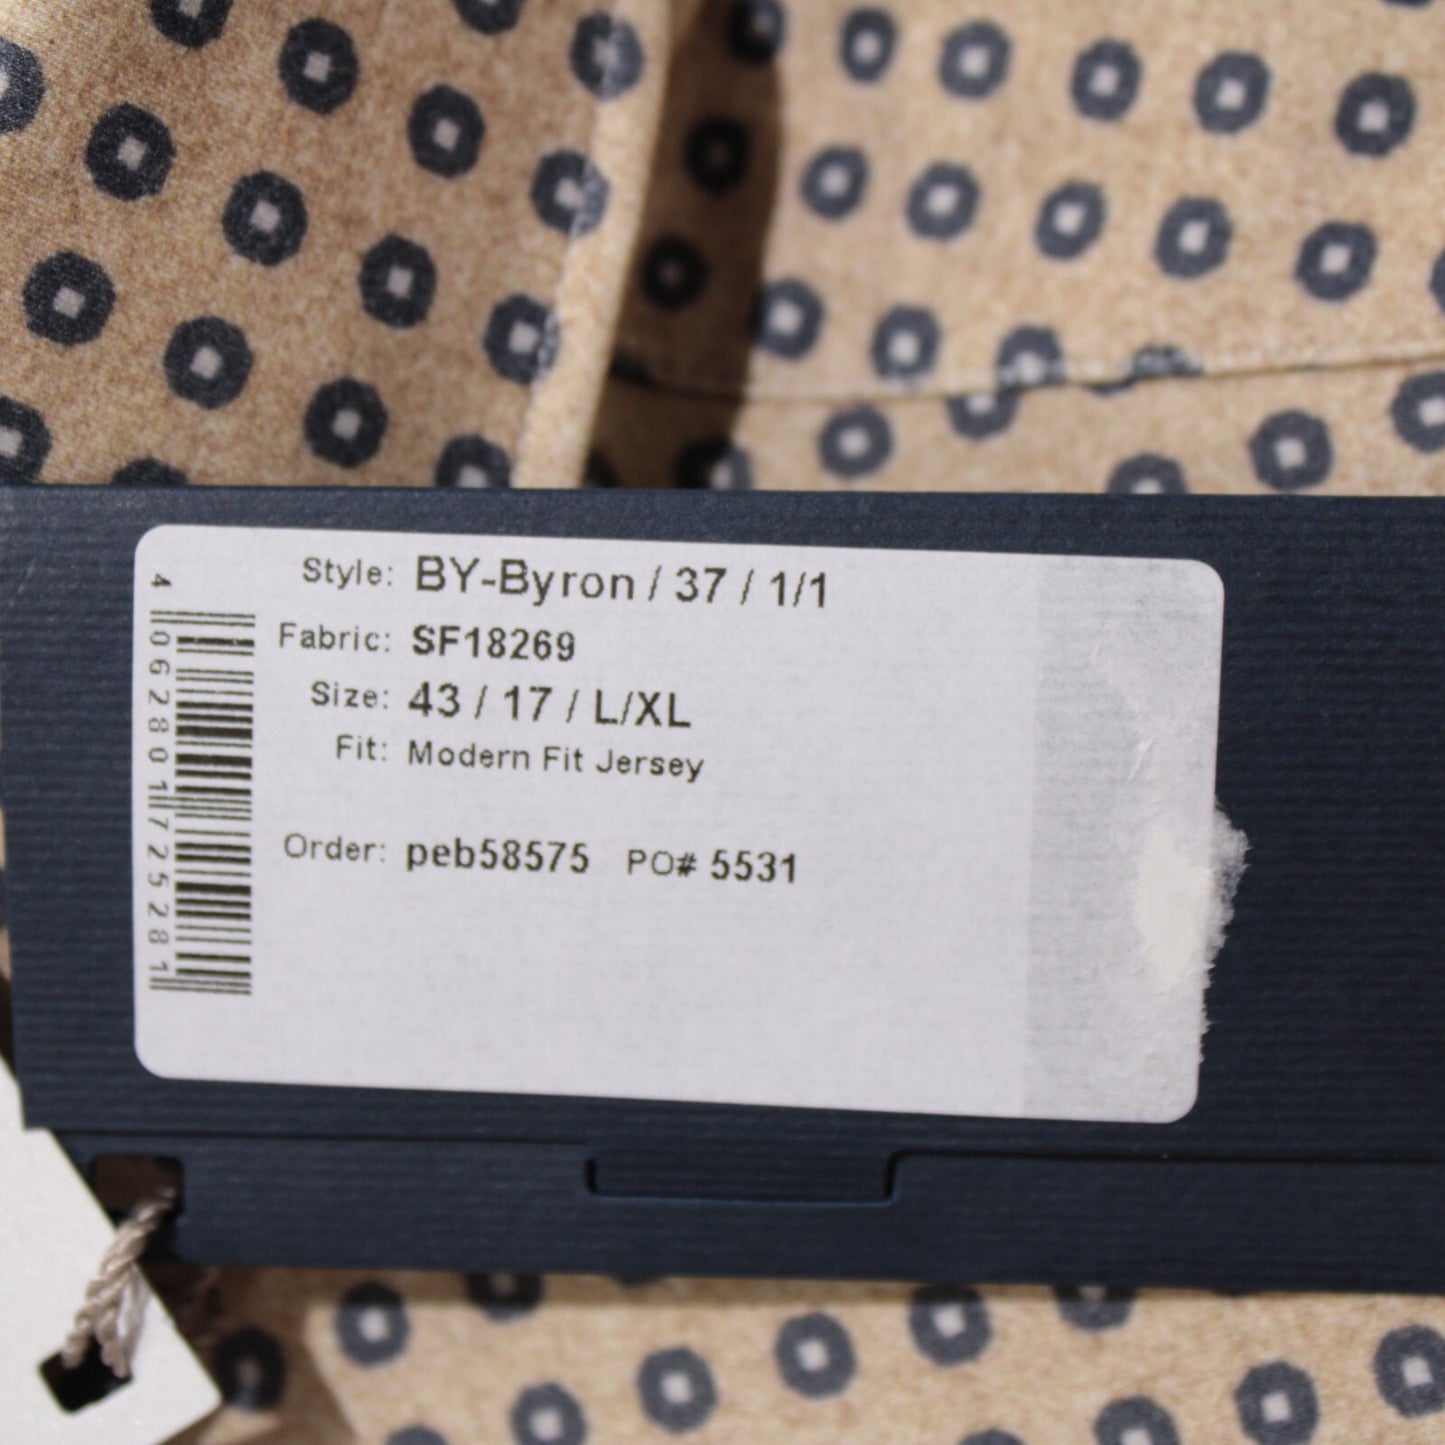 Style: BY-Byron / 37 / 1/1
Fabric: SF18269
Size: 43 / 17 / L/XL
Fit: Modern Fit Jersey
Order: peb58575 PO# 5531
4 062801 725281